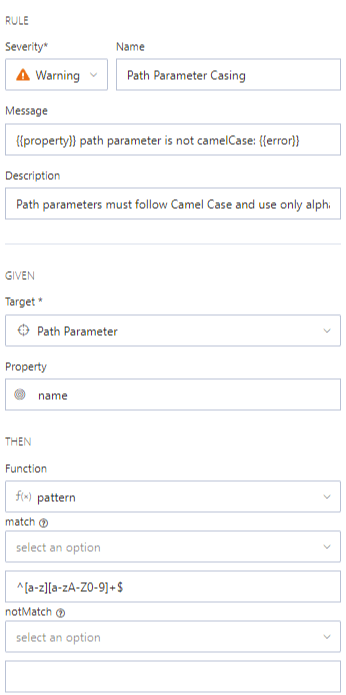 RULE
Severity* Name
Warning Path Parameter Casing
Message
{{property}} path parameter is not camelCase: {{error}}
Description
Path parameters must follow Camel Case and use only alph
GIVEN
Target *
Path Parameter
Property
name
THEN
Function
f(x) pattern
match ?
select an option
^[a-z][a-zA-Z0-9]+$
notMatch ?
select an option